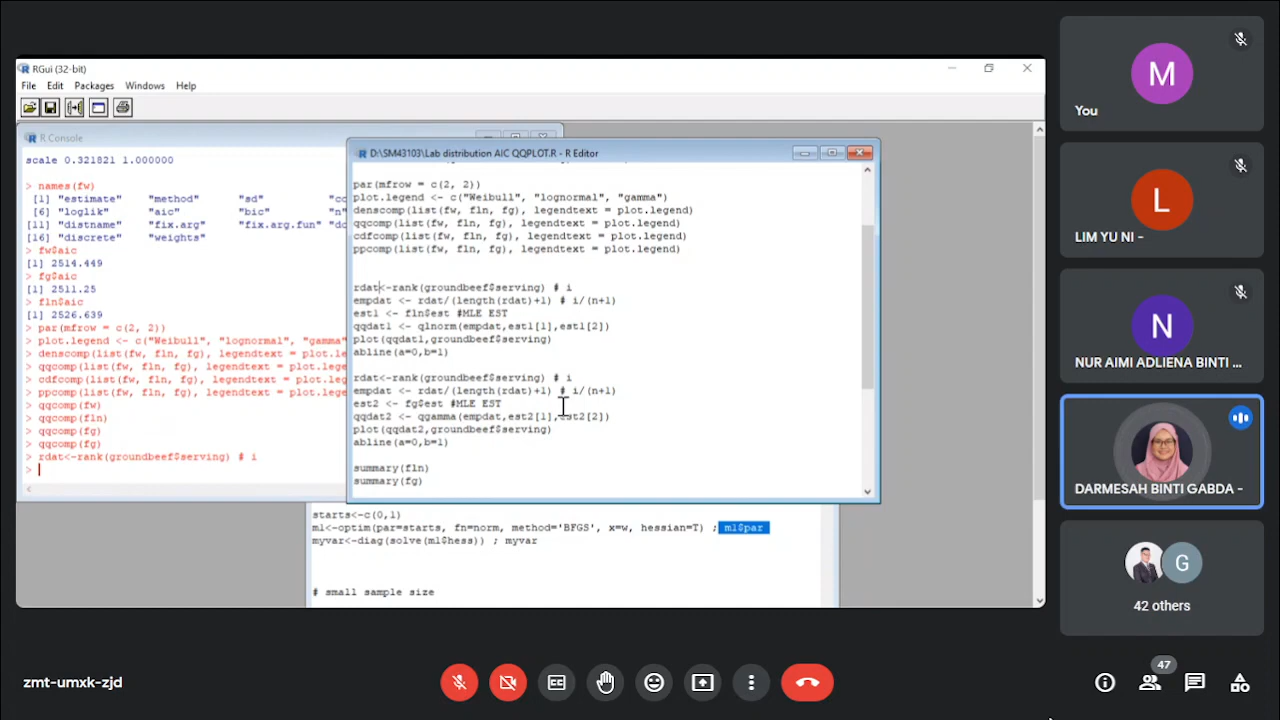 RGui (32-bit)
File Edit Packages Windows Help
R Console
scale 0.321821 1.000000
> names(fw)
[1] "estimate" "method" "sd"
[6] "loglik" "aic" "bic" "n"
[11] "distname" "fix.arg" "fix.arg.fun"
[16] "discrete" "weights"
> fw$aic
[1] 2514.449
> fg$aic
[1] 2511.25
> fln$aic
[1] 2526.639
> par(mfrow = c(2, 2))
> plot.legend <- c("Weibull", "lognormal", "gamma"
> denscomp(list(fw, fln, fg), legendtext = plot.le
> qqcomp(list(fw, fln, fg), legendtext = plot.lege
> cdfcomp(list(fw, fln, fg), legendtext = plot.leg
> ppcomp(list(fw, fln, fg), legendtext = plot.lege
> qqcomp(fw)
> qqcomp(fln)
> qqcomp(fg)
> qqcomp(fg)
> rdat<-rank(groundbeef$serving) # i
>
D:\SM43103\Lab distribution AIC QQPLOT.R - R Editor
par(mfrow = c(2, 2))
plot.legend <- c("Weibull", "lognormal", "gamma")
denscomp(list(fw, fln, fg), legendtext = plot.legend)
qqcomp(list(fw, fln, fg), legendtext = plot.legend)
cdfcomp(list(fw, fln, fg), legendtext = plot.legend)
ppcomp(list(fw, fln, fg), legendtext = plot.legend)
rdat<-rank(groundbeef$serving) # i
empdat <- rdat/(length(rdat)+1) # i/(n+1)
est1 <- fln$est #MLE EST
qqdat1 <- qlnorm(empdat,est1[1],est1[2])
plot(qqdat1,groundbeef$serving)
abline(a=0,b=1)
rdat<-rank(groundbeef$serving) # i
empdat <- rdat/(length(rdat)+1) # i/(n+1)
est2 <- fg$est #MLE EST
qqdat2 <- qgamma(empdat,est2[1],est2[2])
plot(qqdat2,groundbeef$serving)
abline(a=0,b=1)
summary(fln)
summary(fg)
starts<-c(0,1)
ml<-optim(par=starts, fn=norm, method='BFGS', x=w, hessian=T) ; ml$par
myvar<-diag(solve(ml$hess)) ; myvar
# small sample size
M
You
L
LIM YU NI -
N
NUR AIMI ADLIENA BINTI ...
DARMESAH BINTI GABDA -
G
42 others
zmt-umxk-zjd
47